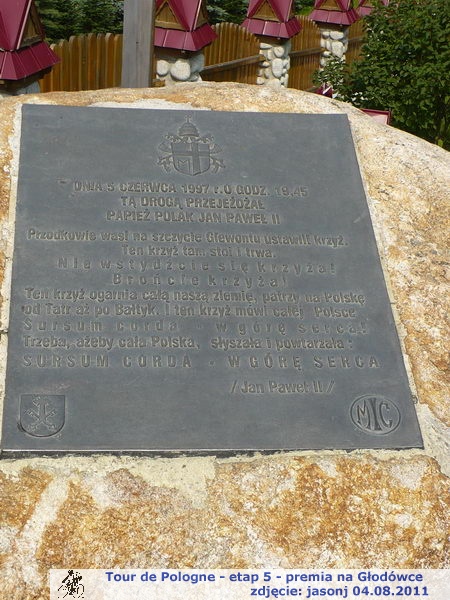 DNIA 5 CZERWCA 1997 r. O GODZ. 19,45
TĄ DROGĄ PRZEJEŻDŻAŁ
PAPIEŻ POLAK JAN PAWEŁ II
Przodkowie wasi na szczycie Giewontu ustawili krzyż.
Ten krzyż tam stoi i trwa.
Nie wstydźcie się krzyża!
Brońcie krzyża!
Ten krzyż ogarnia całą naszą ziemię, patrzy na Polskę
od Tatr aż po Bałtyk. I ten krzyż mówi całej Polsce
Sursum corda - w górę serca!
Trzeba, ażeby cała Polska, słyszała i powtarzała:
SURSUM CORDA - W GÓRĘ SERCA
/Jan Paweł II/
MIC
Tour de Pologne - etap 5 - premia na Głodówce
zdjęcie: jasonj 04.08.2011